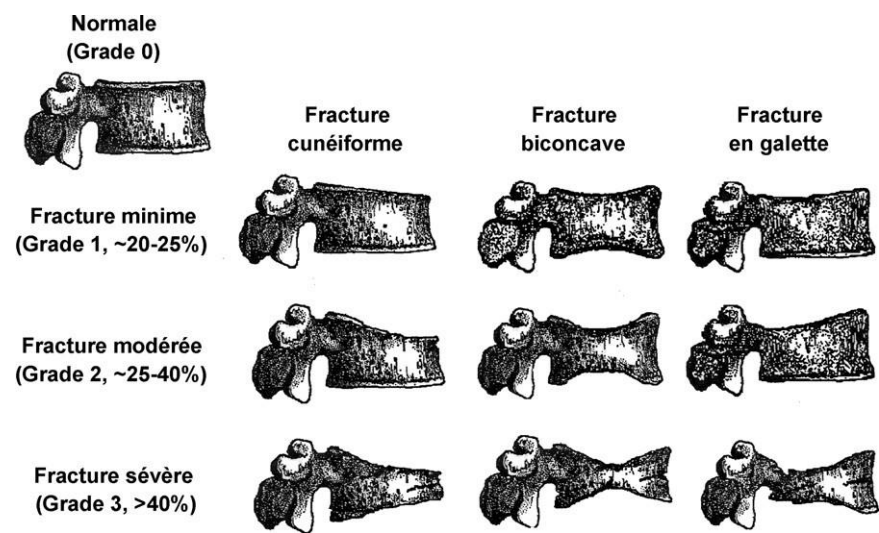 Normale
(Grade 0)
Fracture
cunéiforme
Fracture
biconcave
Fracture
en galette
Fracture minime
(Grade 1, ~20-25%)
Fracture modérée
(Grade 2, ~25-40%)
Fracture sévère
(Grade 3, >40%)